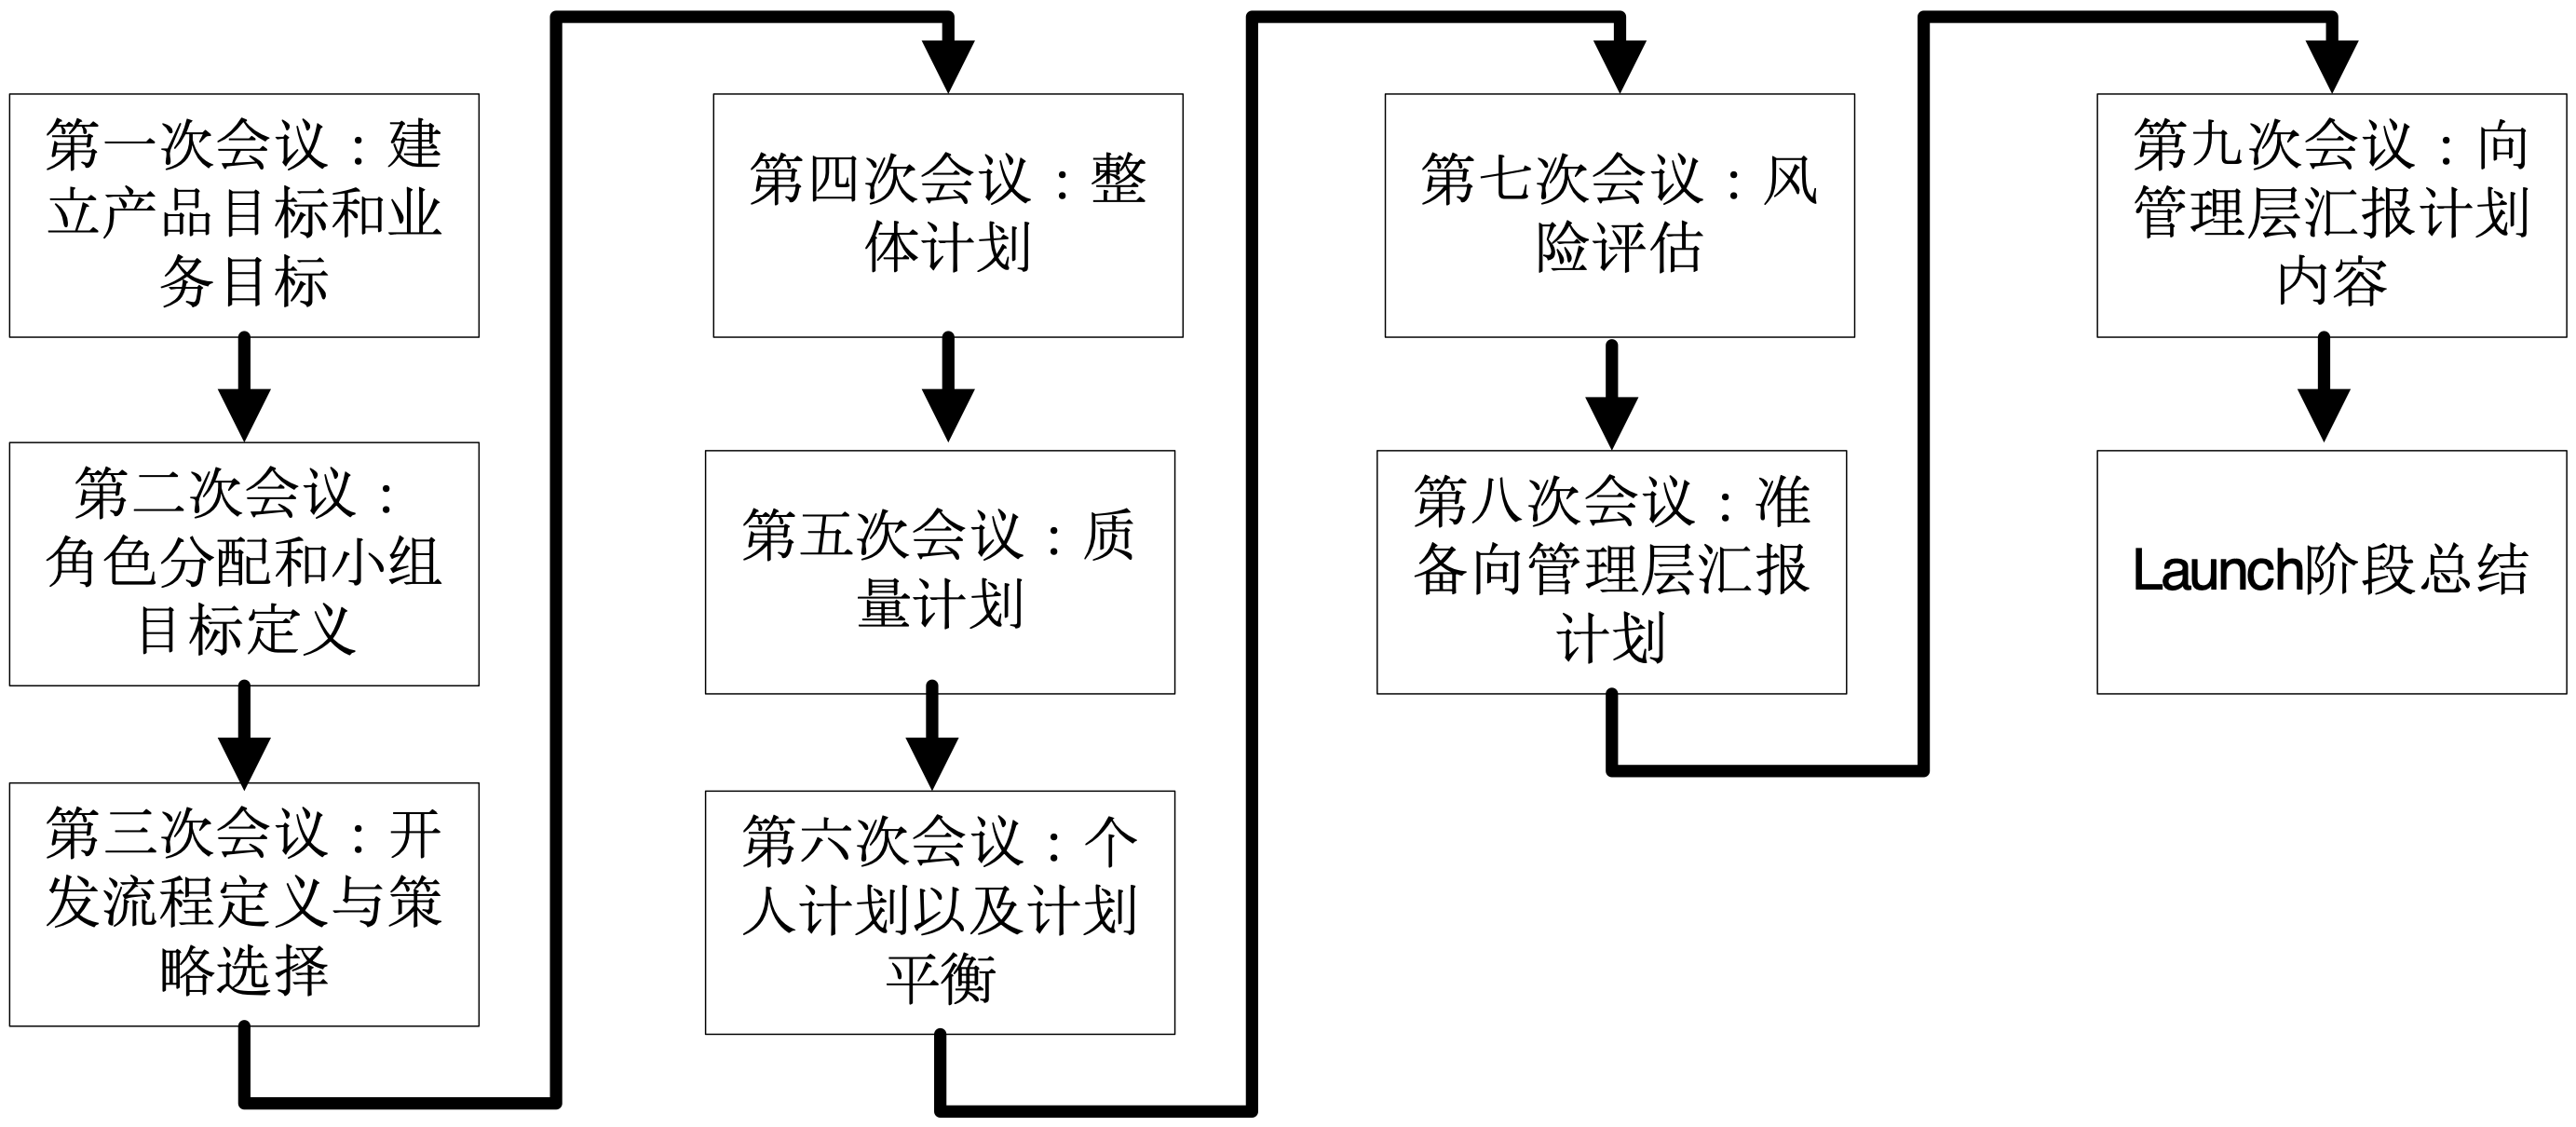 第一次会议：建
立产品目标和业
务目标
第二次会议：
角色分配和小组
目标定义
第三次会议：开
发流程定义与策
略选择
第四次会议：整
体计划
第五次会议：质
量计划
第六次会议：个
人计划以及计划
平衡
第七次会议：风
险评估
第八次会议：准
备向管理层汇报
计划
第九次会议：向
管理层汇报计划
内容
Launch阶段总结